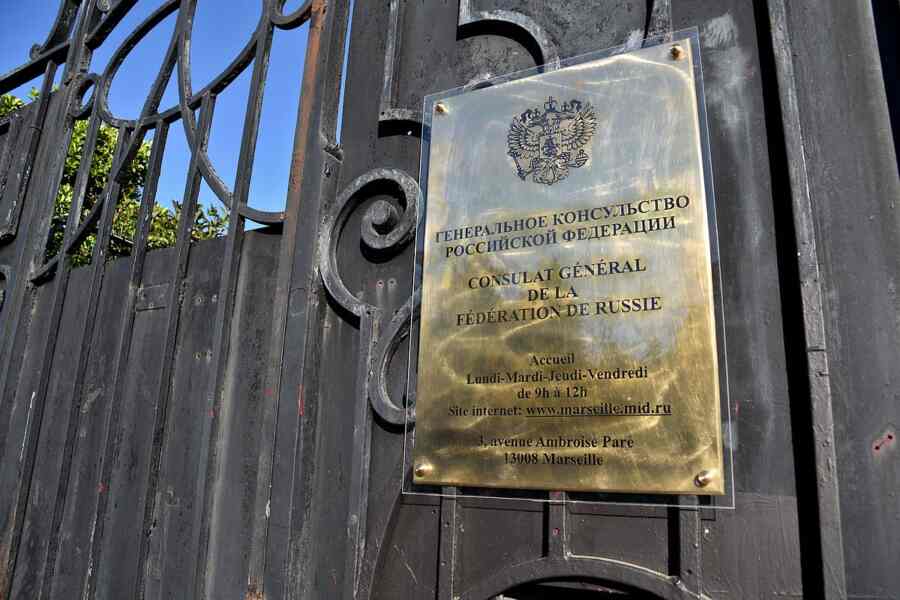 ГЕНЕРАЛЬНОЕ КОНСУЛЬСТВО
РОССИЙСКОЙ ФЕДЕРАЦИИ
CONSULAT GÉNÉRAL
DE LA
FÉDÉRATION DE RUSSIE
Accueil
Lundi-Mardi-Jeudi-Vendredi
de 9h à 12h
Site internet: www.marseille.mid.ru
3, avenue Ambroise Paré
13008 Marseille